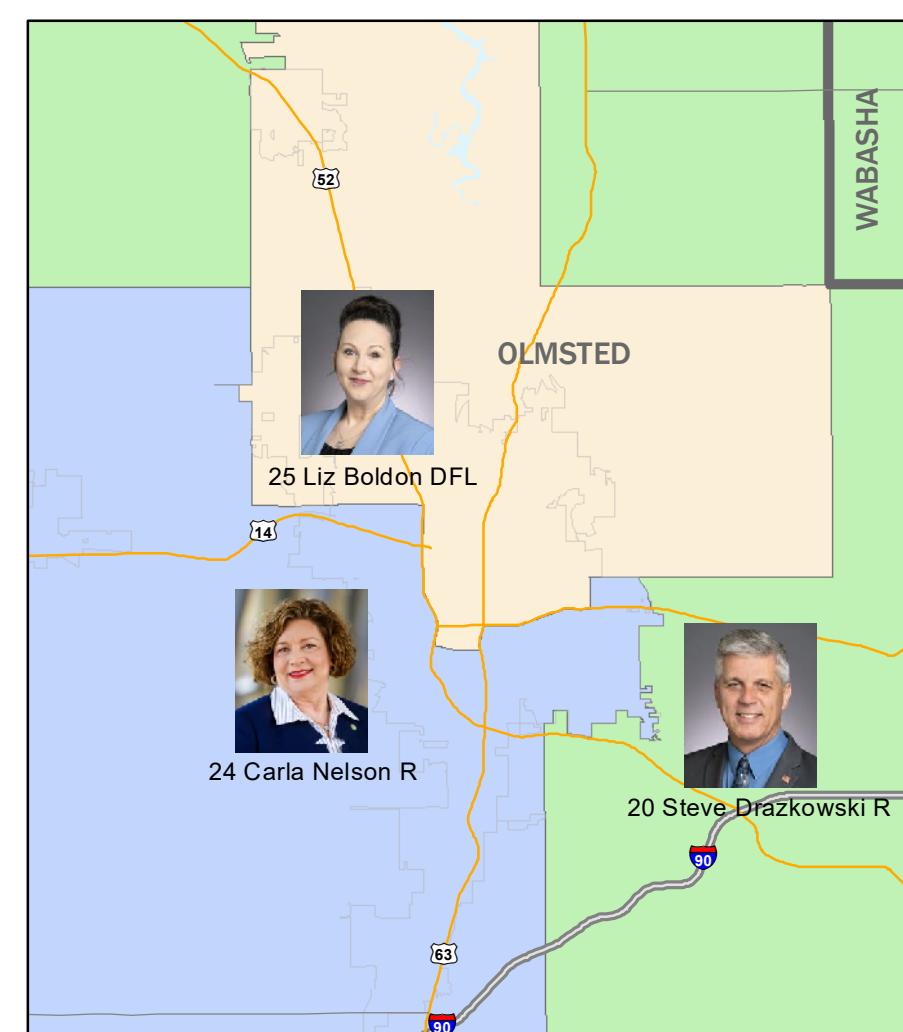 WABASHA
52
OLMSTED
25 Liz Boldon DFL
14
24 Carla Nelson R
20 Steve Drazkowski R
90
63
90